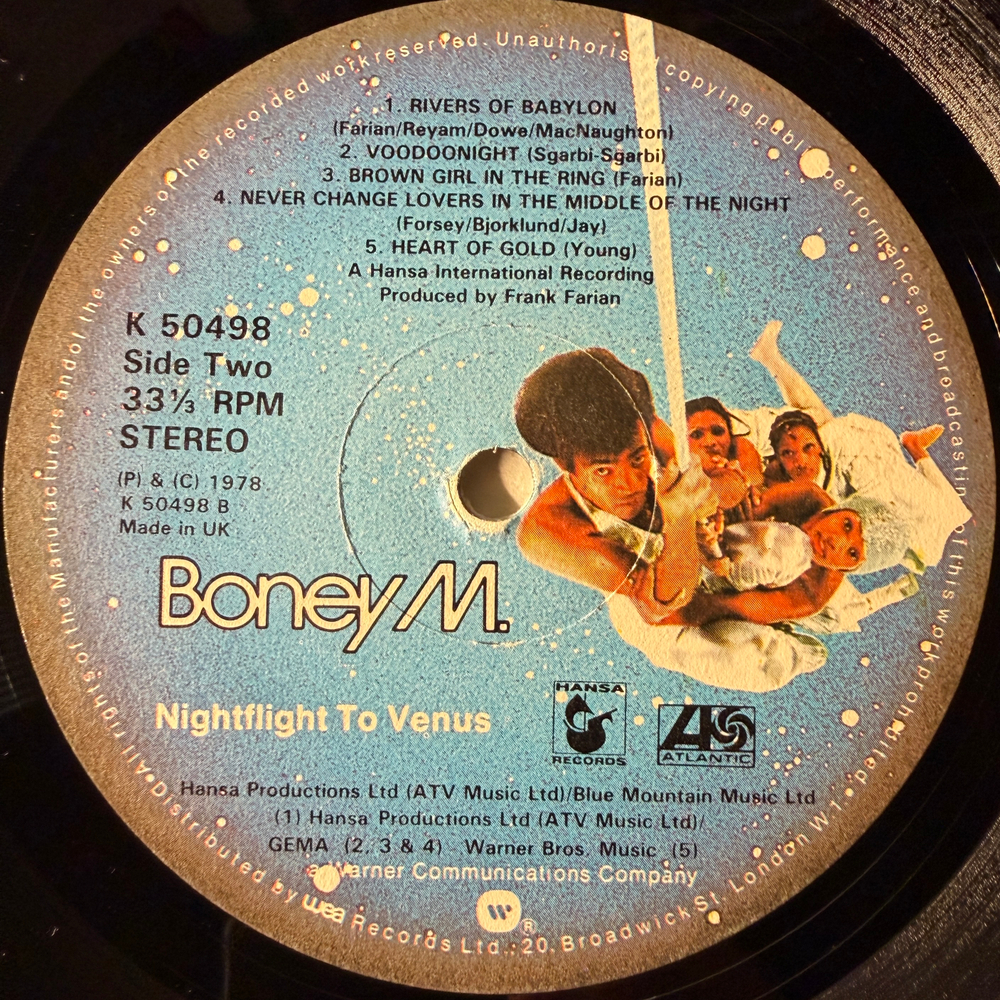 1. RIVERS OF BABYLON
(Farian/Reyam/Dowe/MacNaughton)
2. VOODOONIGHT (Sgarbi-Sgarbi)
3. BROWN GIRL IN THE RING (Farian)
4. NEVER CHANGE LOVERS IN THE MIDDLE OF THE NIGHT
(Forsey/Bjorklund/Jay)
5. HEART OF GOLD (Young)
A Hansa International Recording
Produced by Frank Farian
K 50498
Side Two
33⅓ RPM
STEREO
(P) & (C) 1978
K 50498 B
Made in UK
Boney M.
Nightflight To Venus
HANSA
RECORDS
ATLANTIC
Hansa Productions Ltd (ATV Music Ltd)/Blue Mountain Music Ltd
(1) Hansa Productions Ltd (ATV Music Ltd)/
GEMA (2, 3 & 4) Warner Bros. Music (5)
a Warner Communications Company
W ®
All rights of the Manufacturers and of the owners of the recorded work reserved. Unauthoris copying public performance and broadcasting of this work prohibited.
Distributed by wea Records Ltd.: 20. Broadwick St. London W.1.